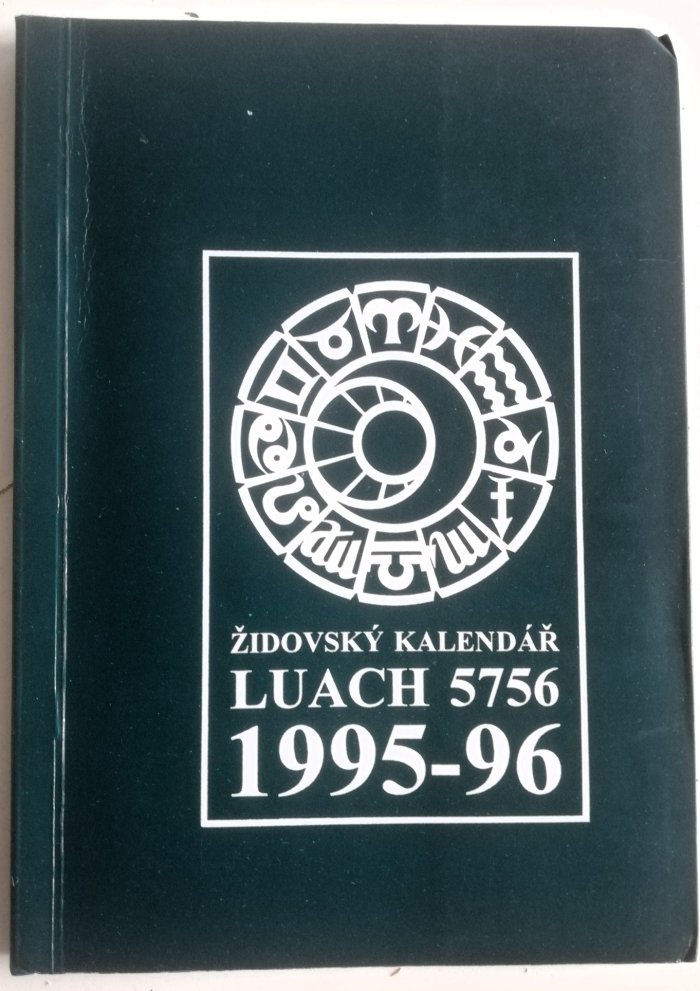 ŽIDOVSKÝ KALENDÁŘ
LUACH 5756
1995-96